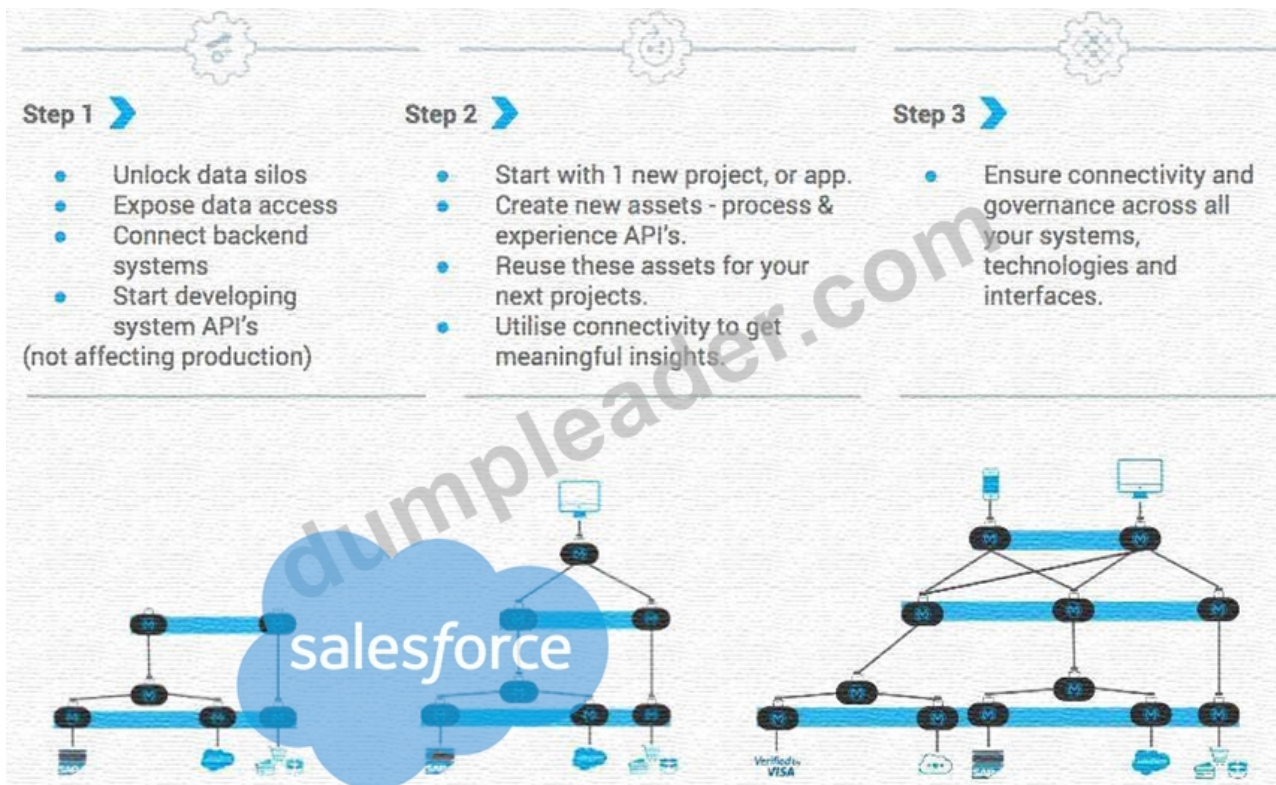 Step 1
Unlock data silos
Expose data access
Connect backend
systems
Start developing
system API's
(not affecting production)
Step 2
Start with 1 new project, or app.
Create new assets - process &
experience API's.
Reuse these assets for your
next projects.
Utilise connectivity to get
meaningful insights.
Step 3
Ensure connectivity and
governance across all
your systems,
technologies and
interfaces.
dumpleader.com
salesforce
SAP
SAP
Verified by
VISA
SAP